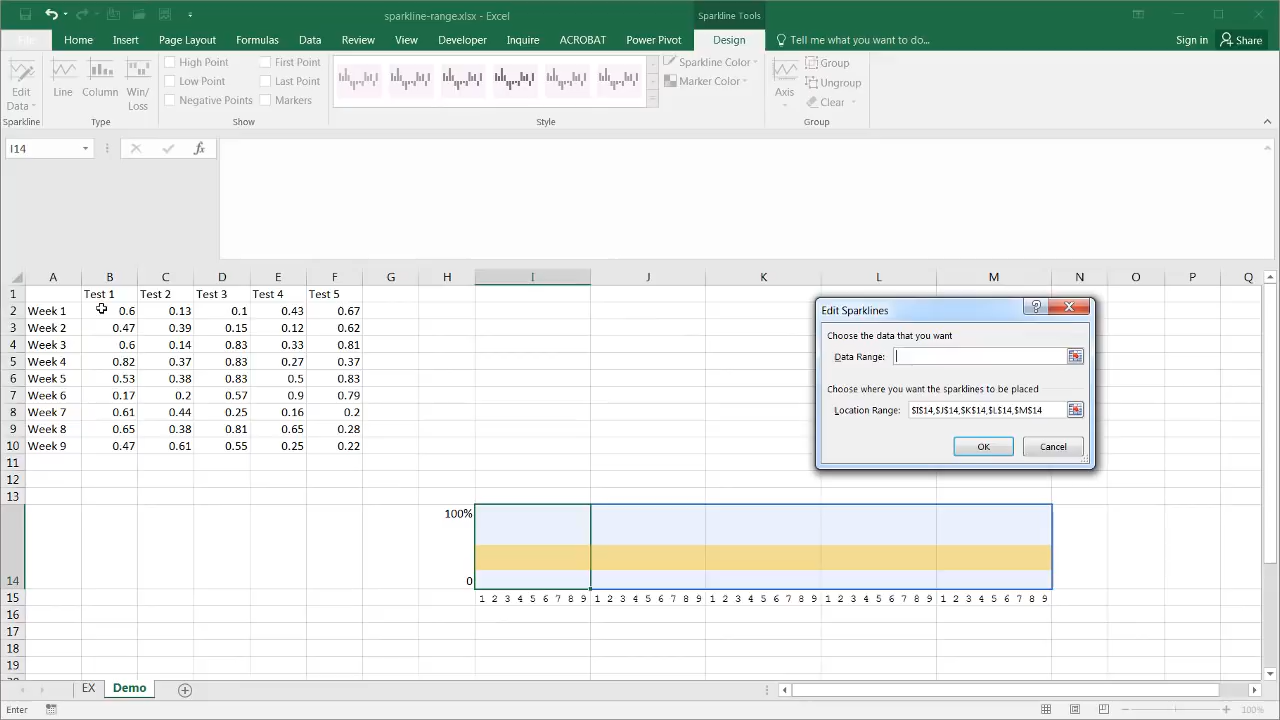 sparkline-range.xlsx - Excel
Sparkline Tools
File Home Insert Page Layout Formulas Data Review View Developer Inquire ACROBAT Power Pivot Design Tell me what you want to do... Sign in Share
Edit Data
Line Column Win/Loss
High Point First Point
Low Point Last Point
Negative Points Markers
Sparkline Color
Marker Color
Axis
Group
Ungroup
Clear
Sparkline Type Show Style Group
I14 fx
A B C D E F G H I J K L M N O P Q
1 Test 1 Test 2 Test 3 Test 4 Test 5
2 Week 1 0.6 0.13 0.1 0.43 0.67
3 Week 2 0.47 0.39 0.15 0.12 0.62
4 Week 3 0.6 0.14 0.83 0.33 0.81
5 Week 4 0.82 0.37 0.83 0.27 0.37
6 Week 5 0.53 0.38 0.83 0.5 0.83
7 Week 6 0.17 0.2 0.57 0.9 0.79
8 Week 7 0.61 0.44 0.25 0.16 0.2
9 Week 8 0.65 0.38 0.81 0.65 0.28
10 Week 9 0.47 0.61 0.55 0.25 0.22
11
12
13
100%
14 0
15 1 2 3 4 5 6 7 8 9 1 2 3 4 5 6 7 8 9 1 2 3 4 5 6 7 8 9 1 2 3 4 5 6 7 8 9 1 2 3 4 5 6 7 8 9
16
17
18
19
Edit Sparklines ?
Choose the data that you want
Data Range:
Choose where you want the sparklines to be placed
Location Range: $I$14,$J$14,$K$14,$L$14,$M$14
OK Cancel
EX Demo
Enter 100%